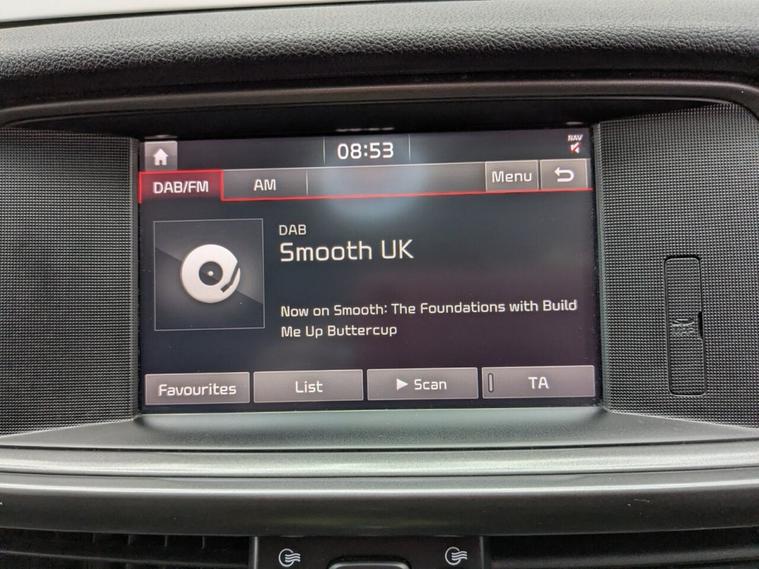 08:53
NAV
DAB/FM
AM
Menu
DAB
Smooth UK
Now on Smooth: The Foundations with Build
Me Up Buttercup
Favourites
List
Scan
TA